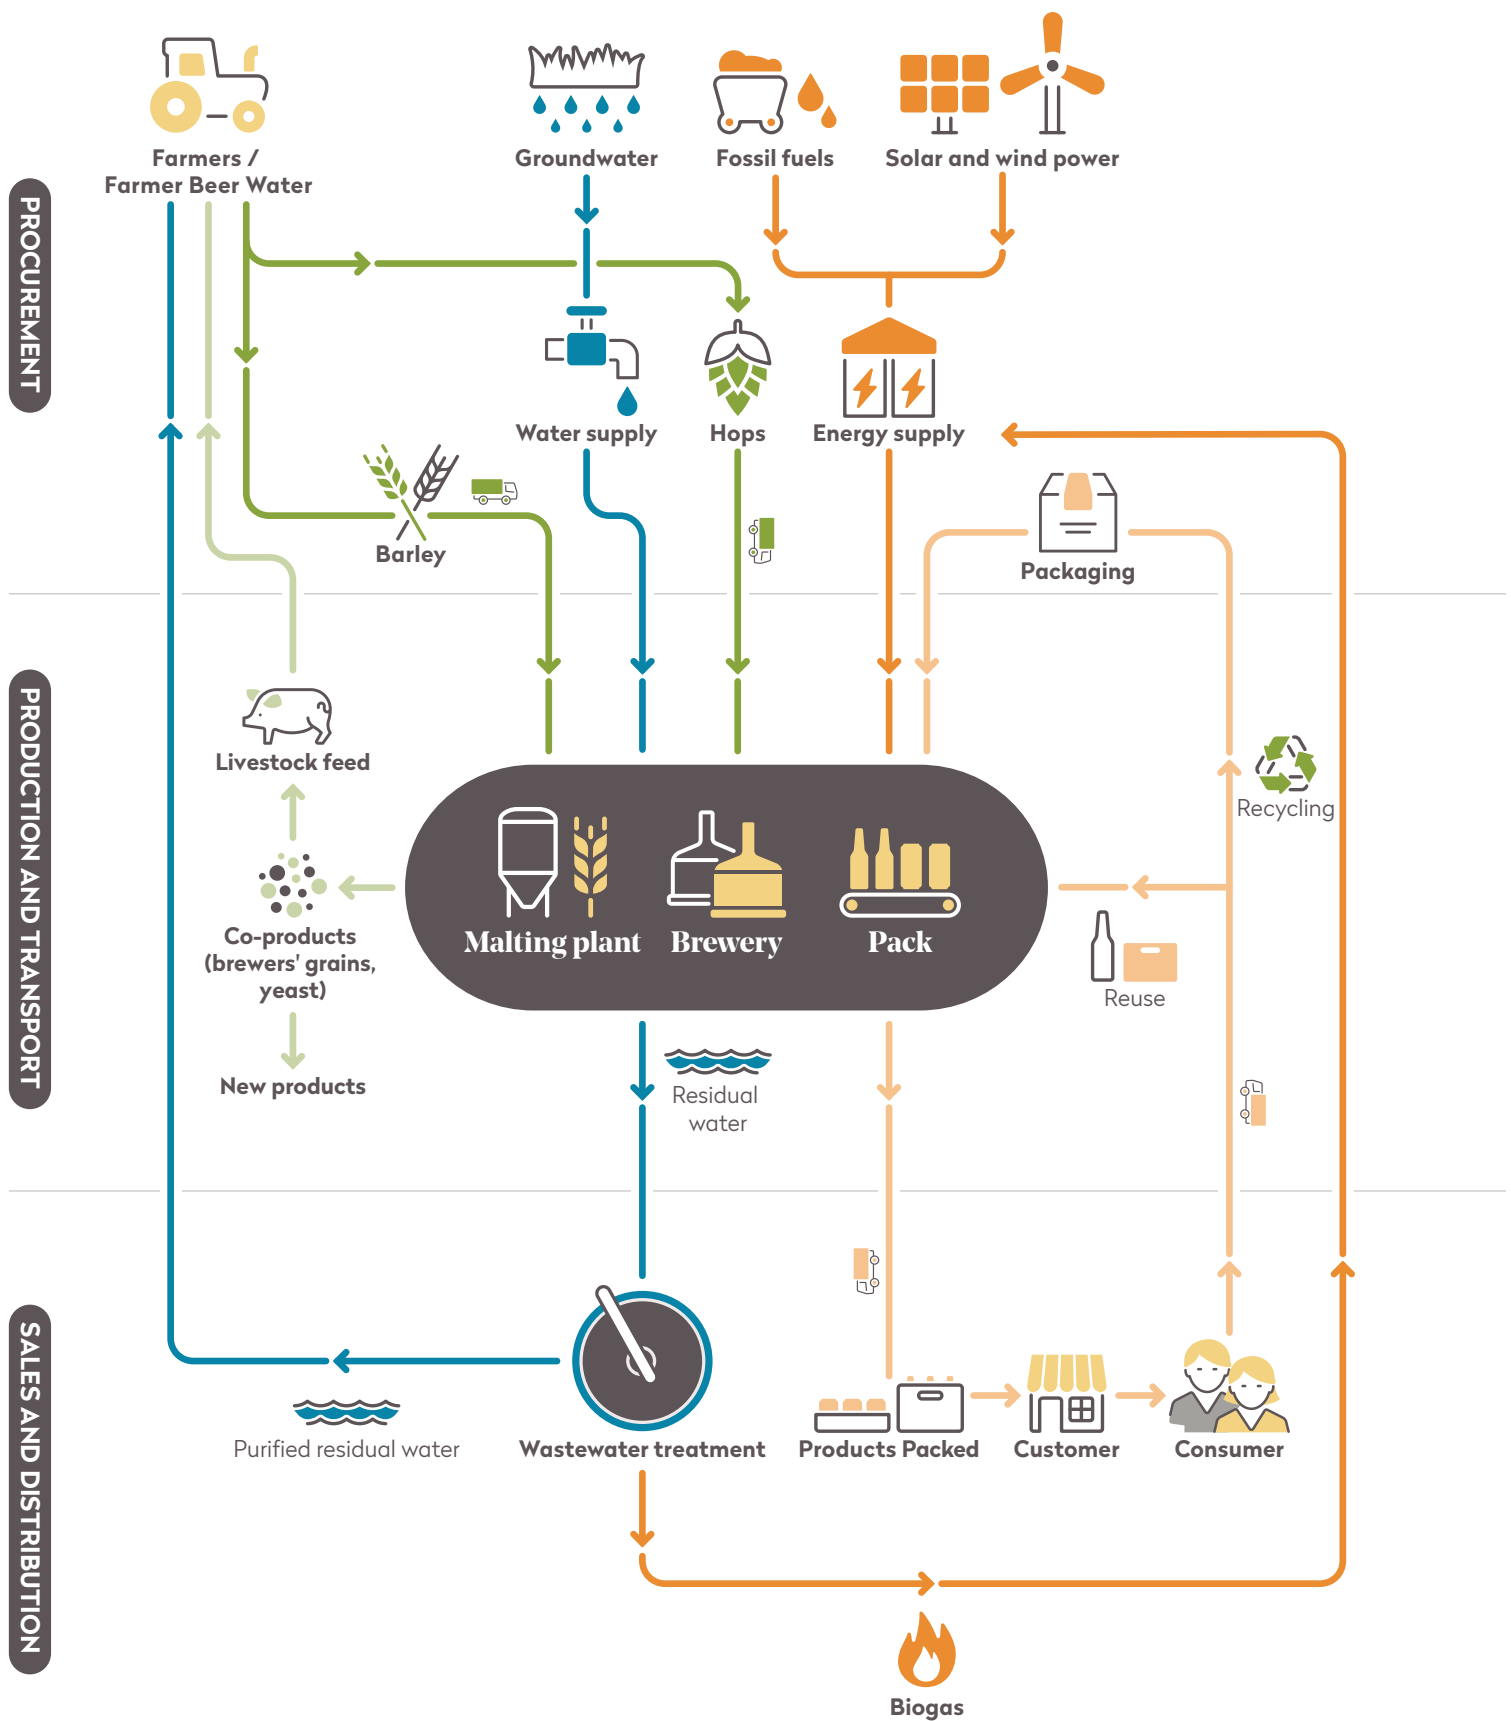 Farmers /
Farmer Beer Water
Groundwater
Fossil fuels
Solar and wind power
PROCUREMENT
Water supply
Hops
Energy supply
Barley
Packaging
PRODUCTION AND TRANSPORT
Livestock feed
Recycling
Co-products
(brewers' grains,
yeast)
Malting plant
Brewery
Pack
Reuse
New products
Residual
water
SALES AND DISTRIBUTION
Purified residual water
Wastewater treatment
Products Packed
Customer
Consumer
Biogas